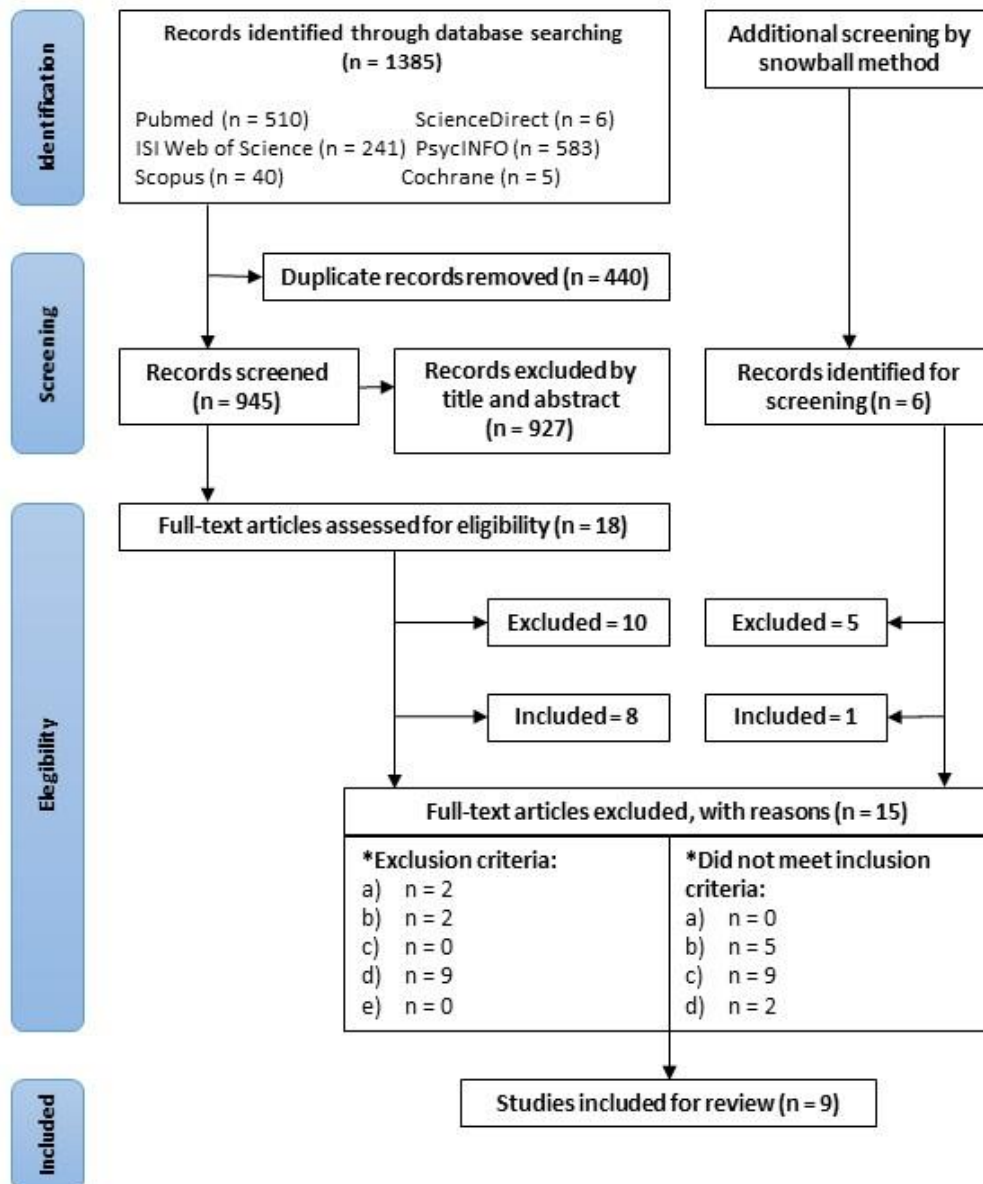 Identification
Records identified through database searching
(n = 1385)
Pubmed (n = 510) ScienceDirect (n = 6)
ISI Web of Science (n = 241) PsycINFO (n = 583)
Scopus (n = 40) Cochrane (n = 5)
Additional screening by
snowball method
Screening
Duplicate records removed (n = 440)
Records screened
(n = 945)
Records excluded by
title and abstract
(n = 927)
Records identified for
screening (n = 6)
Elegibility
Full-text articles assessed for eligibility (n = 18)
Excluded = 10
Excluded = 5
Included = 8
Included = 1
Full-text articles excluded, with reasons (n = 15)
*Exclusion criteria:
a) n = 2
b) n = 2
c) n = 0
d) n = 9
e) n = 0
*Did not meet inclusion
criteria:
a) n = 0
b) n = 5
c) n = 9
d) n = 2
Included
Studies included for review (n = 9)